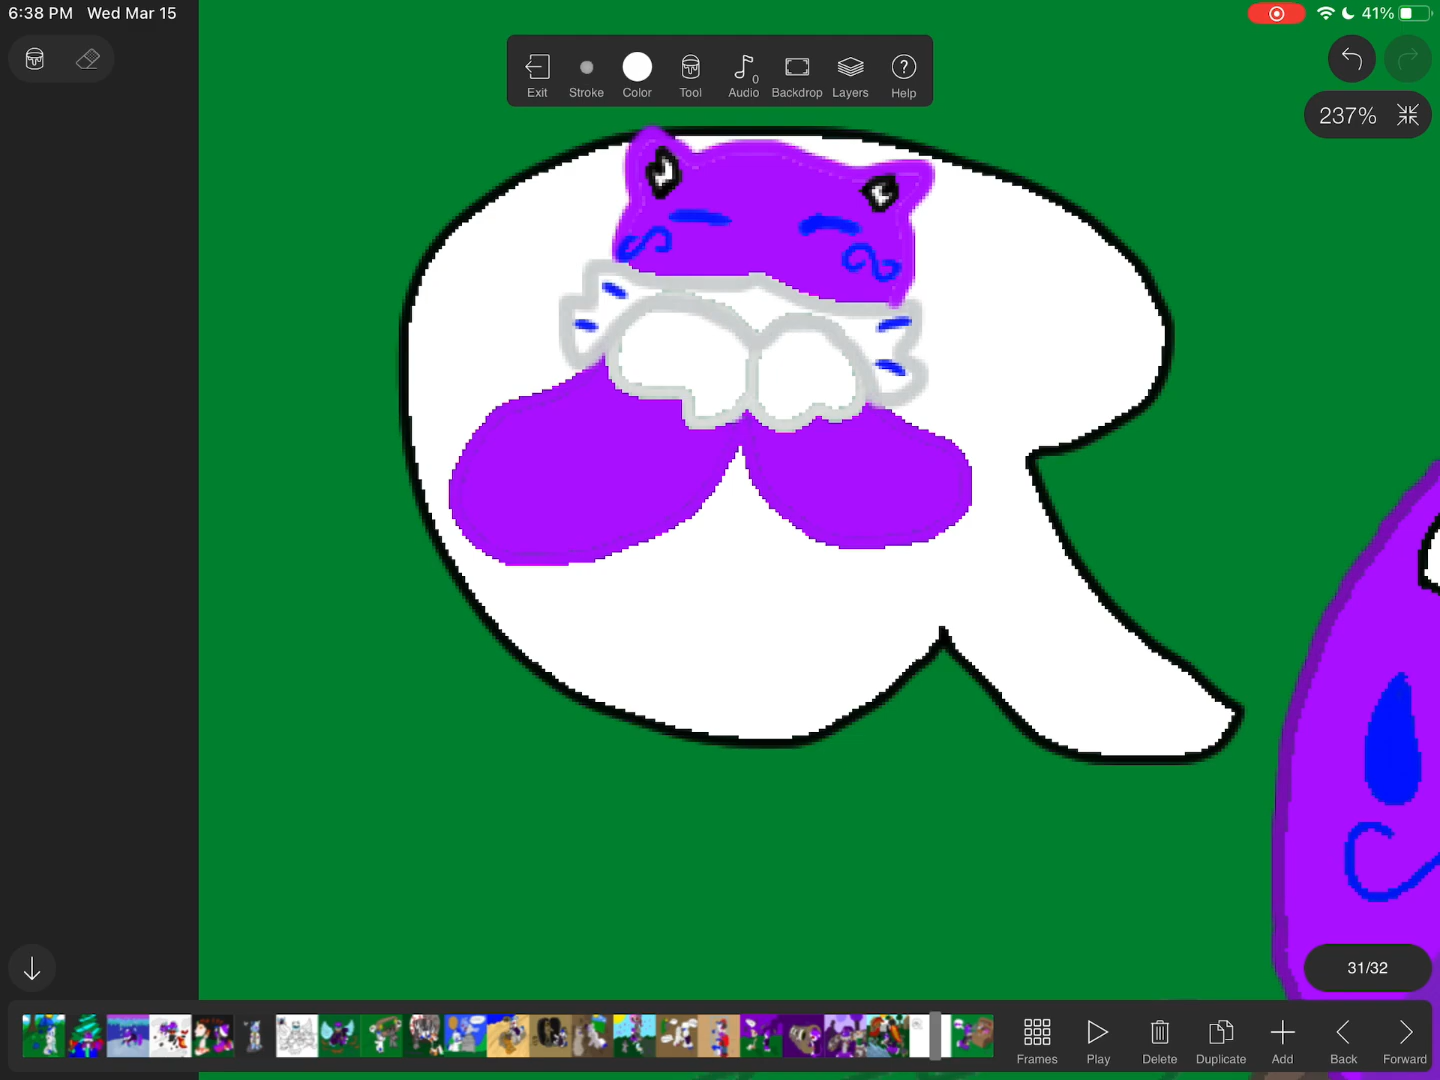 6:38 PM Wed Mar 15
41%
Exit Stroke Color Tool Audio 0 Backdrop Layers Help
237%
31/32
Frames Play Delete Duplicate Add Back Forward